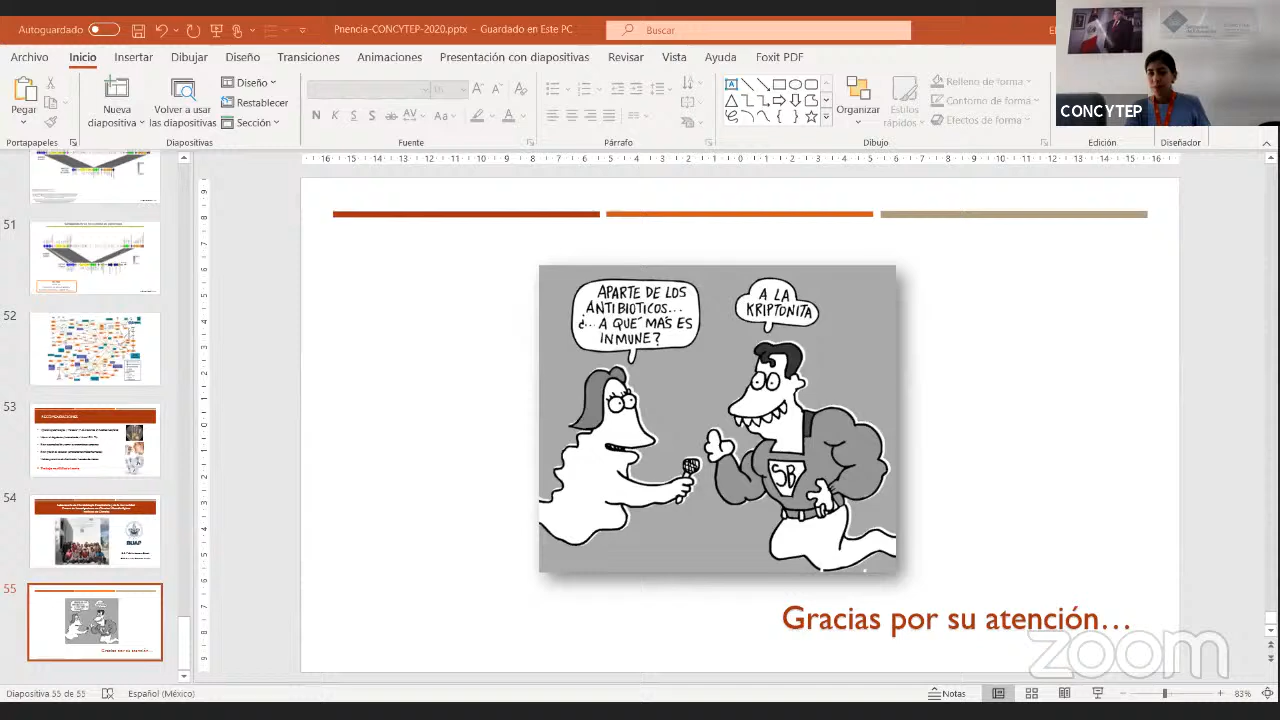 Autoguardado
Pnencia-CONCYTEP-2020.pptx - Guardado en Este PC
Buscar
CONCYTEP
Archivo
Inicio
Insertar
Dibujar
Diseño
Transiciones
Animaciones
Presentación con diapositivas
Revisar
Vista
Ayuda
Foxit PDF
Pegar
Nueva
diapositiva
Volver a usar
diapositivas
Diseño
Restablecer
Sección
Organizar
Estilos
rápidos
Relleno de forma
Contorno de forma
Efectos de forma
Edición
Portapapeles
Diapositivas
Fuente
Párrafo
Dibujo
Edición
Diseñador
51
52
53
RECOMENDACIONES
54
BUAP
55
APARTE DE LOS
ANTIBIOTICOS...
¿... A QUÉ MÁS ES
INMUNE?
A LA
KRIPTONITA
SB
Gracias por su atención...
zoom
Diapositiva 55 de 55
Español (México)
Notas
83%